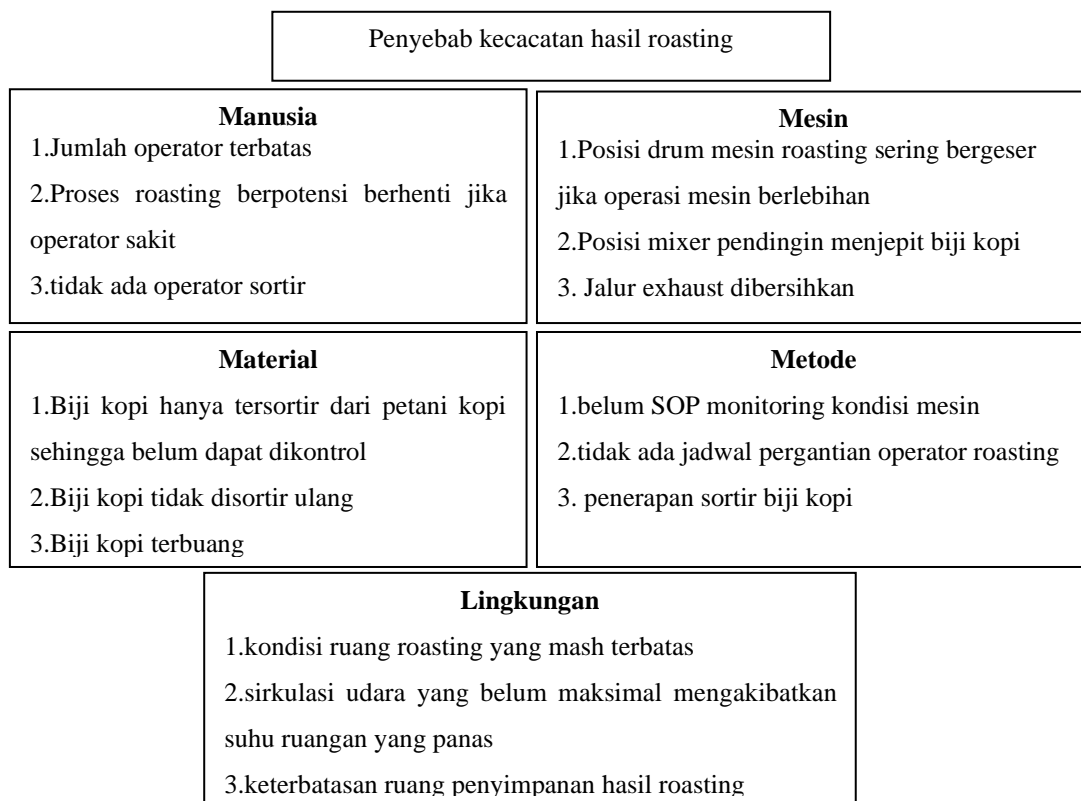 Penyebab kecacatan hasil roasting
Manusia
1.Jumlah operator terbatas
2.Proses roasting berpotensi berhenti jika
operator sakit
3.tidak ada operator sortir
Mesin
1.Posisi drum mesin roasting sering bergeser
jika operasi mesin berlebihan
2.Posisi mixer pendingin menjepit biji kopi
3. Jalur exhaust dibersihkan
Material
1.Biji kopi hanya tersortir dari petani kopi
sehingga belum dapat dikontrol
2.Biji kopi tidak disortir ulang
3.Biji kopi terbuang
Metode
1.belum SOP monitoring kondisi mesin
2.tidak ada jadwal pergantian operator roasting
3. penerapan sortir biji kopi
Lingkungan
1.kondisi ruang roasting yang mash terbatas
2.sirkulasi udara yang belum maksimal mengakibatkan
suhu ruangan yang panas
3.keterbatasan ruang penyimpanan hasil roasting